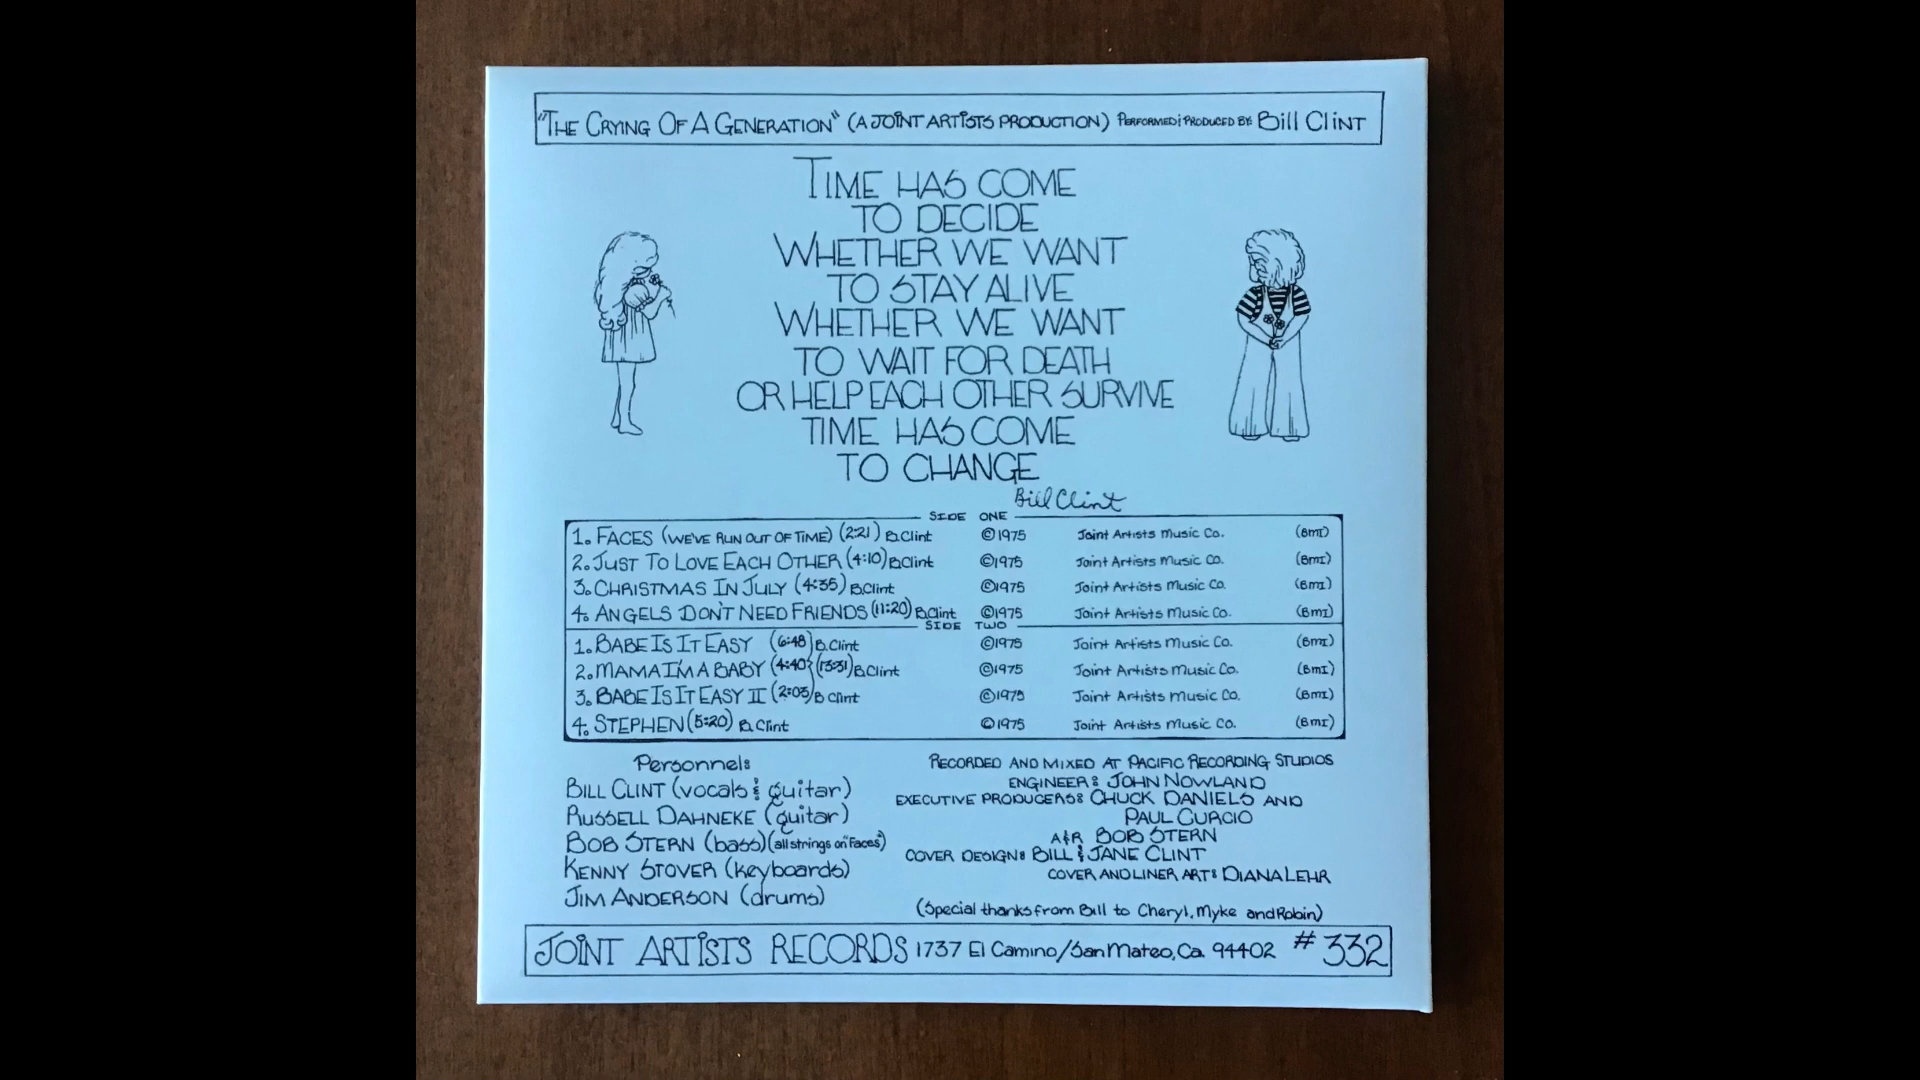 "THE CRYING OF A GENERATION" (A JOINT ARTISTS PRODUCTION) PERFORMED & PRODUCED BY: Bill Clint
TIME HAS COME
TO DECIDE
WHETHER WE WANT
TO STAY ALIVE
WHETHER WE WANT
TO WAIT FOR DEATH
OR HELP EACH OTHER SURVIVE
TIME HAS COME
TO CHANGE
Bill Clint
SIDE ONE
1. FACES (WE'VE RUN OUT OF TIME) (2:21) B.Clint ©1975 Joint Artists Music Co. (BMI)
2. JUST TO LOVE EACH OTHER (4:10) B.Clint ©1975 Joint Artists Music Co. (BMI)
3. CHRISTMAS IN JULY (4:35) B.Clint ©1975 Joint Artists Music Co. (BMI)
4. ANGELS DON'T NEED FRIENDS (11:20) B.Clint ©1975 Joint Artists Music Co. (BMI)
SIDE TWO
1. BABE IS IT EASY (6:48) B.Clint ©1975 Joint Artists Music Co. (BMI)
2. MAMA I'M A BABY (4:40) (13:31) B.Clint ©1975 Joint Artists Music Co. (BMI)
3. BABE IS IT EASY II (2:03) B Clint ©1975 Joint Artists Music Co. (BMI)
4. STEPHEN (5:20) B. Clint ©1975 Joint Artists Music Co. (BMI)
Personnel:
BILL CLINT (vocals & guitar)
RUSSELL DAHNEKE (guitar)
BOB STERN (bass) (all strings on "Faces")
KENNY STOVER (keyboards)
JIM ANDERSON (drums)
RECORDED AND MIXED AT PACIFIC RECORDING STUDIOS
ENGINEER: JOHN NOWLAND
EXECUTIVE PRODUCERS: CHUCK DANIELS AND
PAUL CURCIO
A&R BOB STERN
COVER DESIGN: BILL & JANE CLINT
COVER AND LINER ART: DIANA LEHR
(Special thanks from Bill to Cheryl, Myke and Robin)
JOINT ARTISTS RECORDS 1737 El Camino/San Mateo, Ca. 94402 # 332